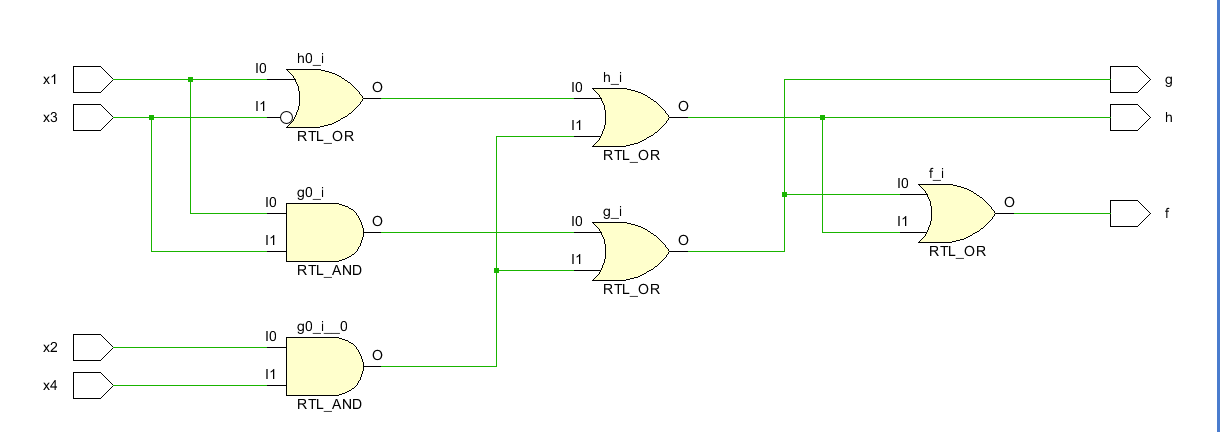 h0_i
x1
I0
O
h_i
I0
g
x3
I1
O
h
RTL_OR
I1
RTL_OR
f_i
I0
g0_i
O
I0
g_i
f
O
I0
I1
I1
O
RTL_OR
RTL_AND
I1
RTL_OR
g0_i__0
x2
I0
O
x4
I1
RTL_AND